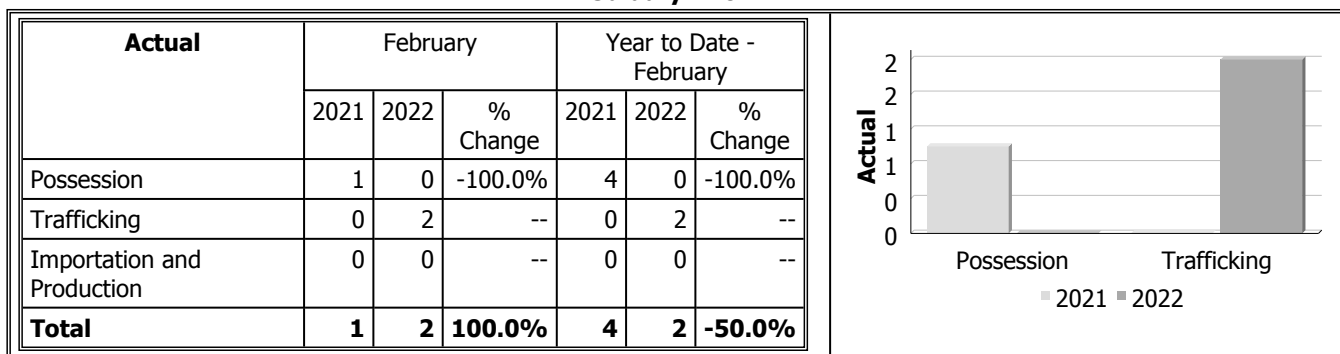 Actual February Year to Date -
February
2021 2022 %
Change 2021 2022 %
Change
Possession 1 0 -100.0% 4 0 -100.0%
Trafficking 0 2 -- 0 2 --
Importation and
Production 0 0 -- 0 0 --
Total 1 2 100.0% 4 2 -50.0%
Actual
2
2
1
1
0
0
Possession Trafficking
2021 2022